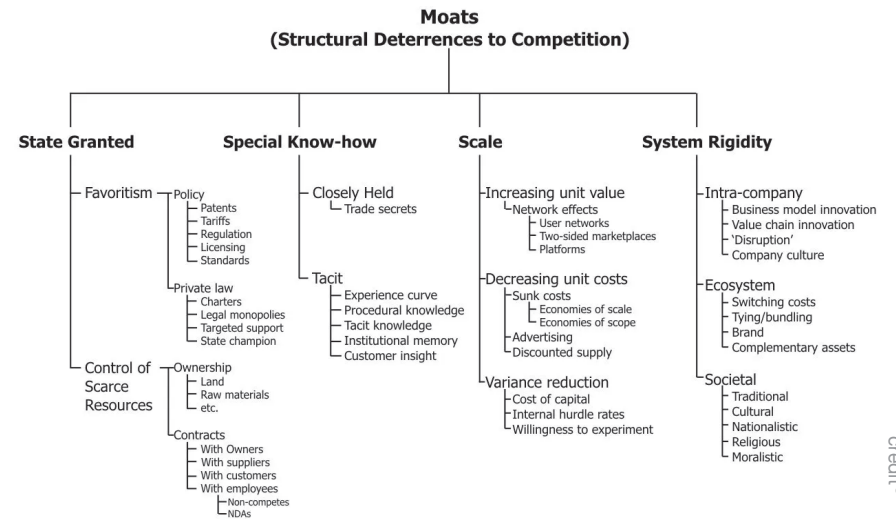 Moats
(Structural Deterrences to Competition)
State Granted
Favoritism
Policy
Patents
Tariffs
Regulation
Licensing
Standards
Private law
Charters
Legal monopolies
Targeted support
State champion
Control of
Scarce
Resources
Ownership
Land
Raw materials
etc.
Contracts
With Owners
With suppliers
With customers
With employees
Non-competes
NDAs
Special Know-how
Closely Held
Trade secrets
Tacit
Experience curve
Procedural knowledge
Tacit knowledge
Institutional memory
Customer insight
Scale
Increasing unit value
Network effects
User networks
Two-sided marketplaces
Platforms
Decreasing unit costs
Sunk costs
Economies of scale
Economies of scope
Advertising
Discounted supply
Variance reduction
Cost of capital
Internal hurdle rates
Willingness to experiment
System Rigidity
Intra-company
Business model innovation
Value chain innovation
‘Disruption’
Company culture
Ecosystem
Switching costs
Tying/bundling
Brand
Complementary assets
Societal
Traditional
Cultural
Nationalistic
Religious
Moralistic
credit